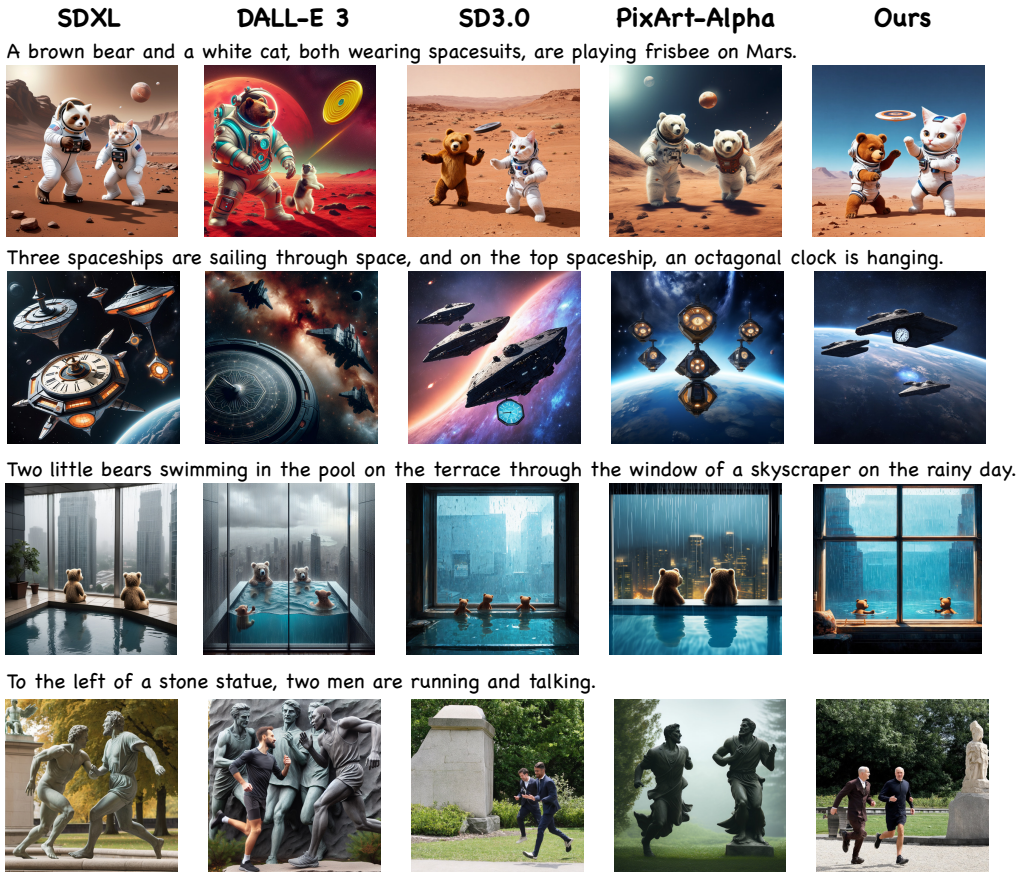 SDXL DALL-E 3 SD3.0 PixArt-Alpha Ours
A brown bear and a white cat, both wearing spacesuits, are playing frisbee on Mars.
Three spaceships are sailing through space, and on the top spaceship, an octagonal clock is hanging.
Two little bears swimming in the pool on the terrace through the window of a skyscraper on the rainy day.
To the left of a stone statue, two men are running and talking.